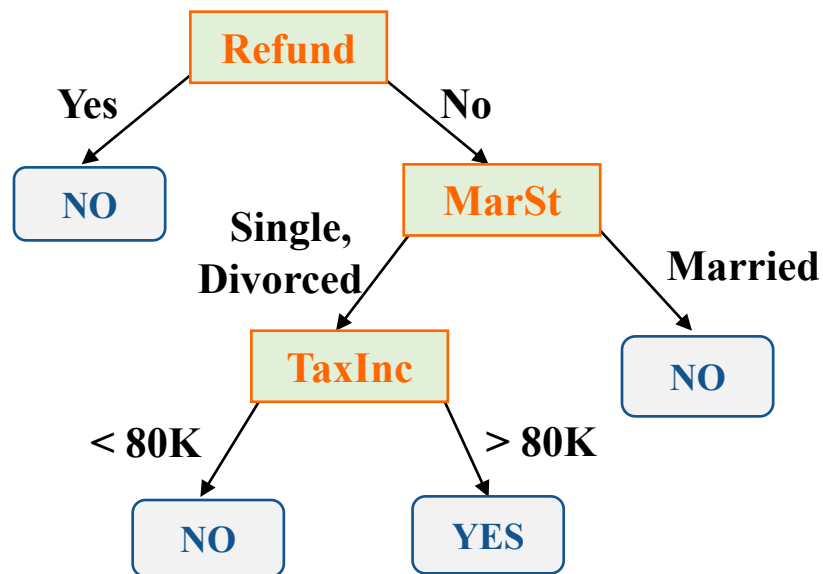 Refund
Yes
No
NO
MarSt
Single,
Divorced
Married
TaxInc
NO
< 80K
> 80K
NO
YES